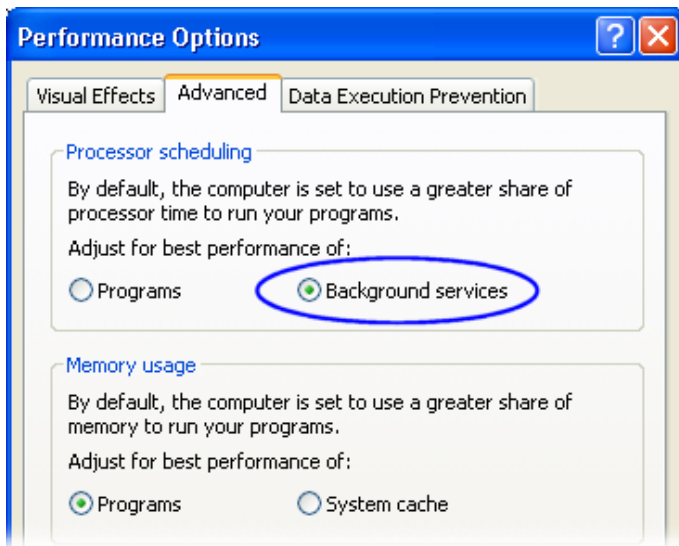 Performance Options
Visual Effects
Advanced
Data Execution Prevention
Processor scheduling
By default, the computer is set to use a greater share of
processor time to run your programs.
Adjust for best performance of:
Programs
Background services
Memory usage
By default, the computer is set to use a greater share of
memory to run your programs.
Adjust for best performance of:
Programs
System cache